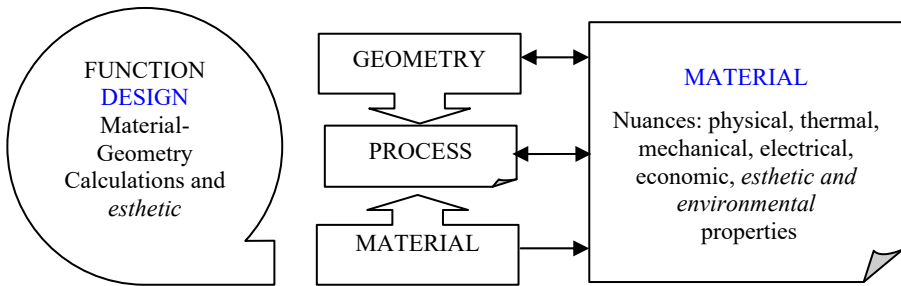 FUNCTION
DESIGN
Material-
Geometry
Calculations and
esthetic
GEOMETRY
PROCESS
MATERIAL
MATERIAL
Nuances: physical, thermal,
mechanical, electrical,
economic, esthetic and
environmental
properties